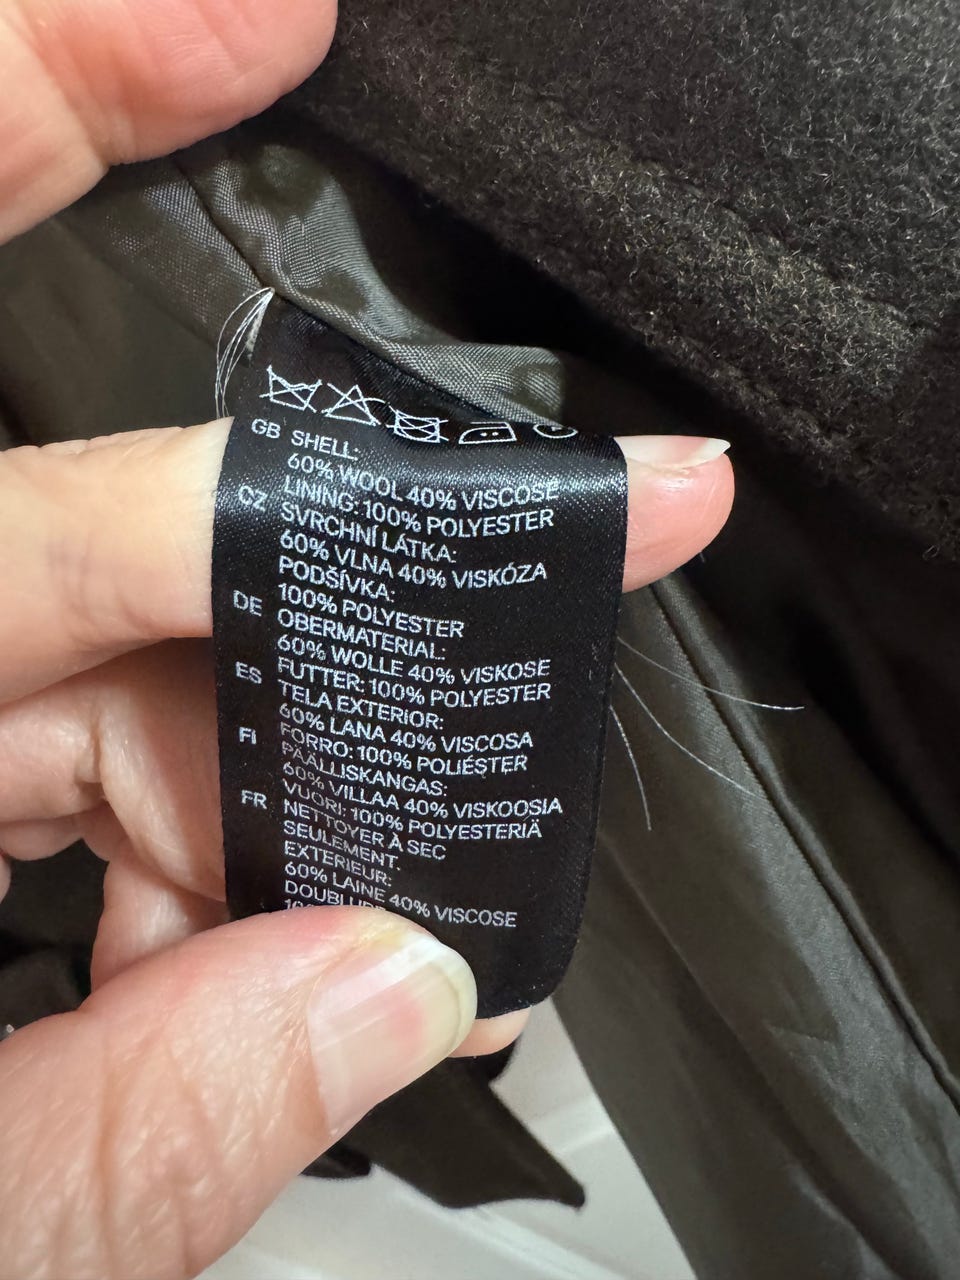 GB SHELL:
60% WOOL 40% VISCOSE
LINING: 100% POLYESTER
CZ SVRCHNÍ LÁTKA:
60% VLNA 40% VISKÓZA
PODŠÍVKA:
100% POLYESTER
DE OBERMATERIAL:
60% WOLLE 40% VISKOSE
FUTTER: 100% POLYESTER
ES TELA EXTERIOR:
60% LANA 40% VISCOSA
FORRO: 100% POLIÉSTER
FI PÄÄLLISKANGAS:
60% VILLAA 40% VISKOOSIA
VUORI: 100% POLYESTERIÄ
FR NETTOYER À SEC
SEULEMENT.
EXTERIEUR:
60% LAINE 40% VISCOSE